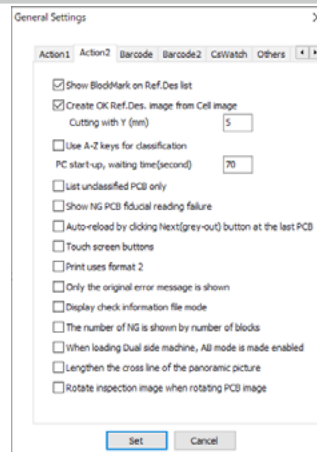 General Settings
Action1 Action2 Barcode Barcode2 CsWatch Others
Show BlockMark on Ref.Des list
Create OK Ref.Des. image from Cell image
Cutting with Y (mm) 5
Use A-Z keys for classification
PC start-up, waiting time(second) 70
List unclassified PCB only
Show NG PCB fiducial reading failure
Auto-reload by clicking Next(grey-out) button at the last PCB
Touch screen buttons
Print uses format 2
Only the original error message is shown
Display check information file mode
The number of NG is shown by number of blocks
When loading Dual side machine, AB mode is made enabled
Lengthen the cross line of the panoramic picture
Rotate inspection image when rotating PCB image
Set Cancel